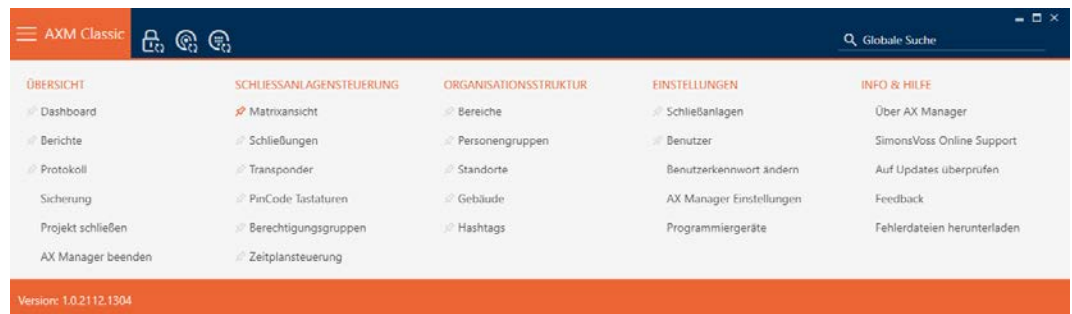 AXM Classic
Globale Suche
ÜBERSICHT
Dashboard
Berichte
Protokoll
Sicherung
Projekt schließen
AX Manager beenden
SCHLIESSANLAGENSTEUERUNG
Matrixansicht
Schließungen
Transponder
PinCode Tastaturen
Berechtigungsgruppen
Zeitplansteuerung
ORGANISATIONSSTRUKTUR
Bereiche
Personengruppen
Standorte
Gebäude
Hashtags
EINSTELLUNGEN
Schließanlagen
Benutzer
Benutzerkennwort ändern
AX Manager Einstellungen
Programmiergeräte
INFO & HILFE
Über AX Manager
SimonsVoss Online Support
Auf Updates überprüfen
Feedback
Fehlerdateien herunterladen
Version: 1.0.2112.1304